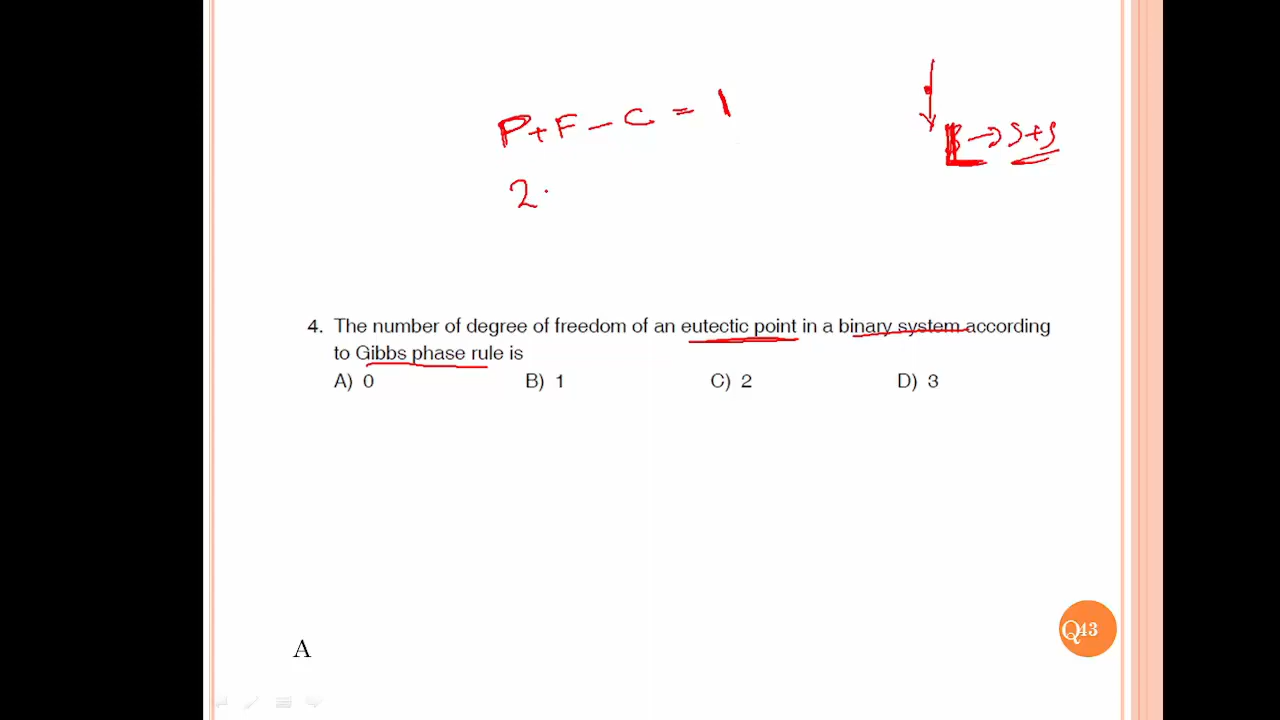 P + F - C = 1
→ S + S
2
4. The number of degree of freedom of an eutectic point in a binary system according
to Gibbs phase rule is
A) 0 B) 1 C) 2 D) 3
Q43
A